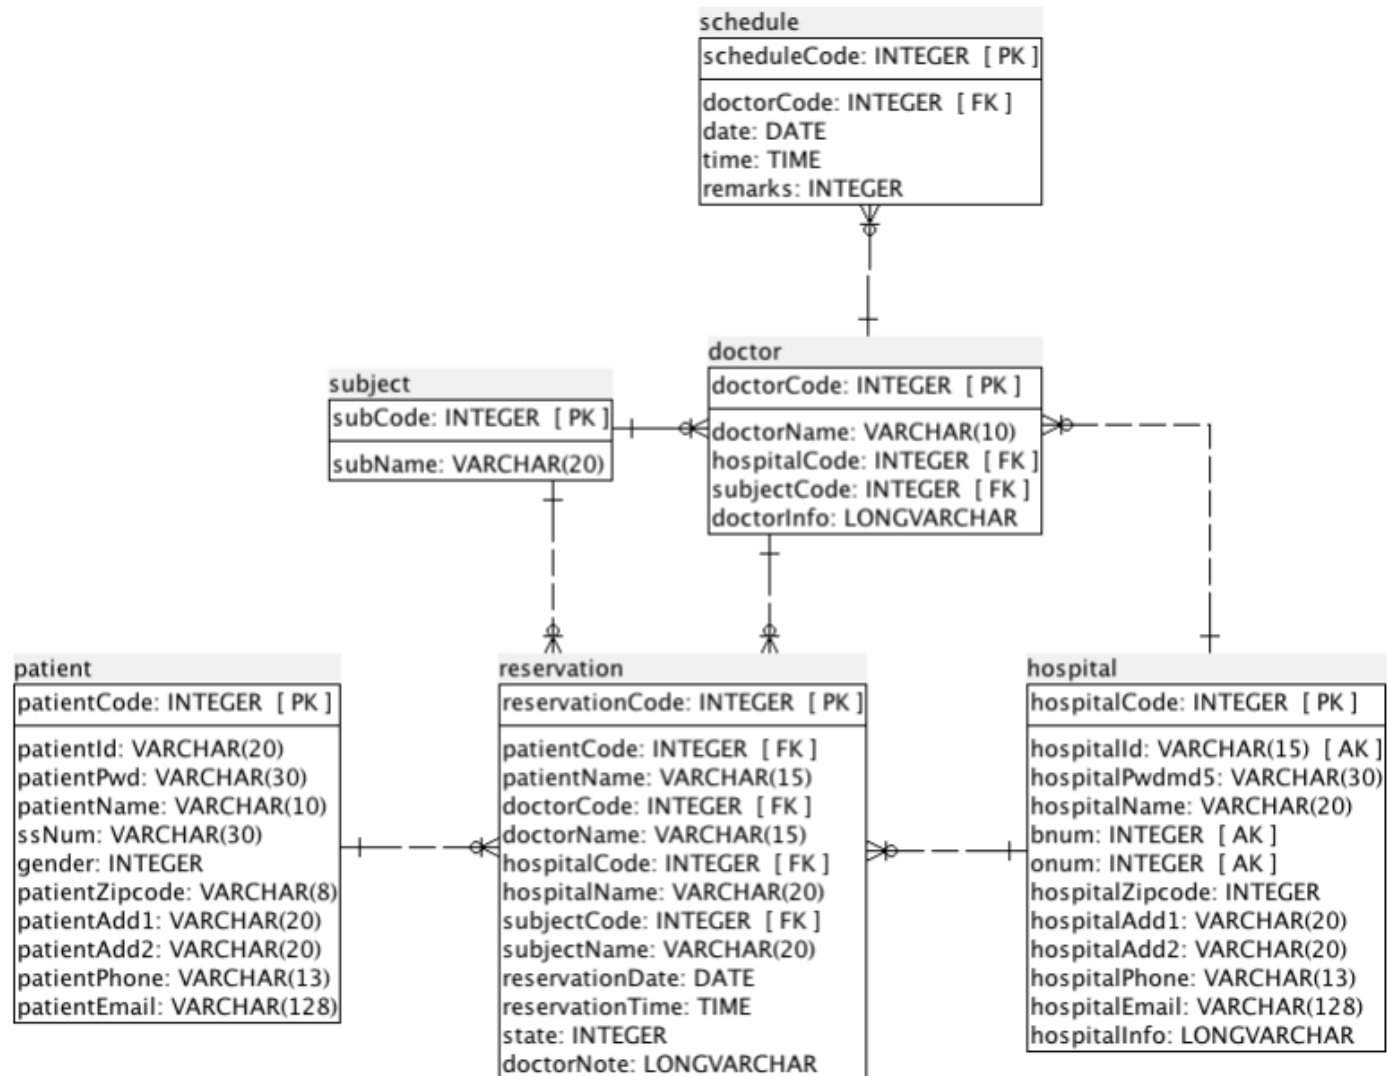 schedule
scheduleCode: INTEGER [ PK ]
doctorCode: INTEGER [ FK ]
date: DATE
time: TIME
remarks: INTEGER
doctor
doctorCode: INTEGER [ PK ]
doctorName: VARCHAR(10)
hospitalCode: INTEGER [ FK ]
subjectCode: INTEGER [ FK ]
doctorInfo: LONGVARCHAR
subject
subCode: INTEGER [ PK ]
subName: VARCHAR(20)
patient
patientCode: INTEGER [ PK ]
patientId: VARCHAR(20)
patientPwd: VARCHAR(30)
patientName: VARCHAR(10)
ssNum: VARCHAR(30)
gender: INTEGER
patientZipcode: VARCHAR(8)
patientAdd1: VARCHAR(20)
patientAdd2: VARCHAR(20)
patientPhone: VARCHAR(13)
patientEmail: VARCHAR(128)
reservation
reservationCode: INTEGER [ PK ]
patientCode: INTEGER [ FK ]
patientName: VARCHAR(15)
doctorCode: INTEGER [ FK ]
doctorName: VARCHAR(15)
hospitalCode: INTEGER [ FK ]
hospitalName: VARCHAR(20)
subjectCode: INTEGER [ FK ]
subjectName: VARCHAR(20)
reservationDate: DATE
reservationTime: TIME
state: INTEGER
doctorNote: LONGVARCHAR
hospital
hospitalCode: INTEGER [ PK ]
hospitalId: VARCHAR(15) [ AK ]
hospitalPwdmd5: VARCHAR(30)
hospitalName: VARCHAR(20)
bnum: INTEGER [ AK ]
onum: INTEGER [ AK ]
hospitalZipcode: INTEGER
hospitalAdd1: VARCHAR(20)
hospitalAdd2: VARCHAR(20)
hospitalPhone: VARCHAR(13)
hospitalEmail: VARCHAR(128)
hospitalInfo: LONGVARCHAR